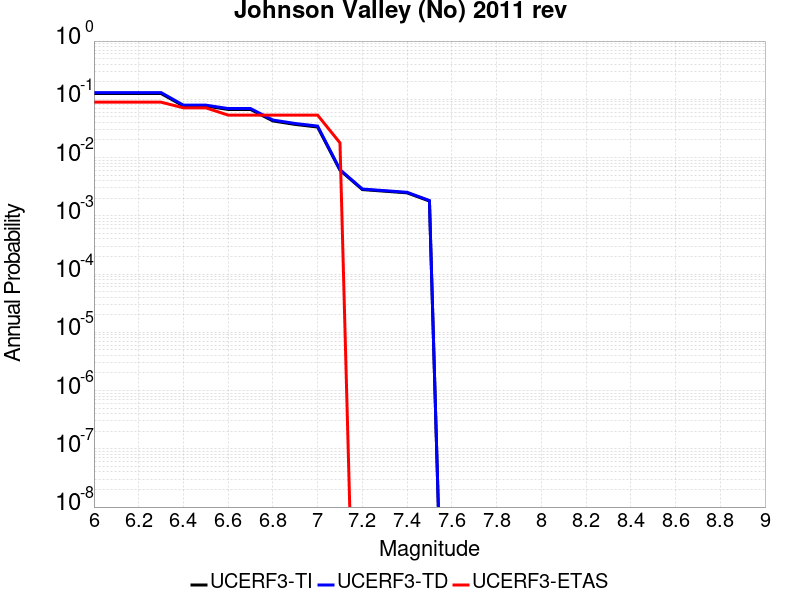 Johnson Valley (No) 2011 rev
Annual Probability
10^0
10^-1
10^-2
10^-3
10^-4
10^-5
10^-6
10^-7
10^-8
6 6.2 6.4 6.6 6.8 7 7.2 7.4 7.6 7.8 8 8.2 8.4 8.6 8.8 9
Magnitude
UCERF3-TI UCERF3-TD UCERF3-ETAS